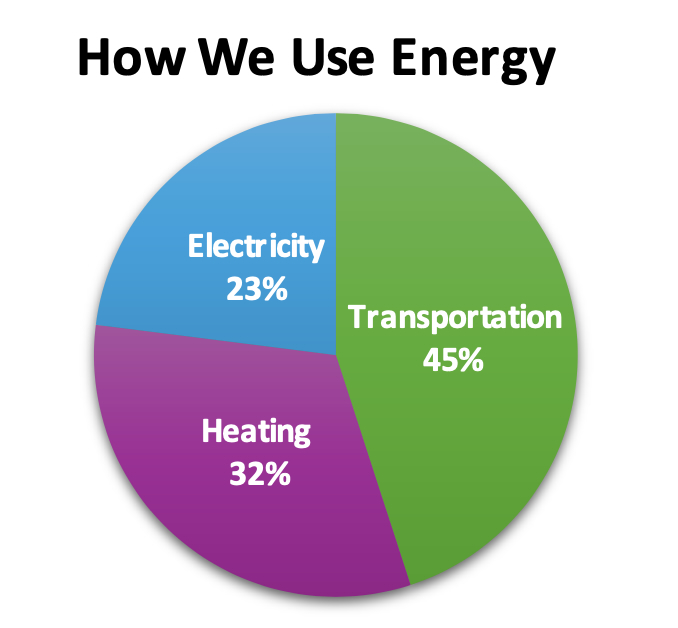 How We Use Energy
Electricity
23%
Transportation
45%
Heating
32%